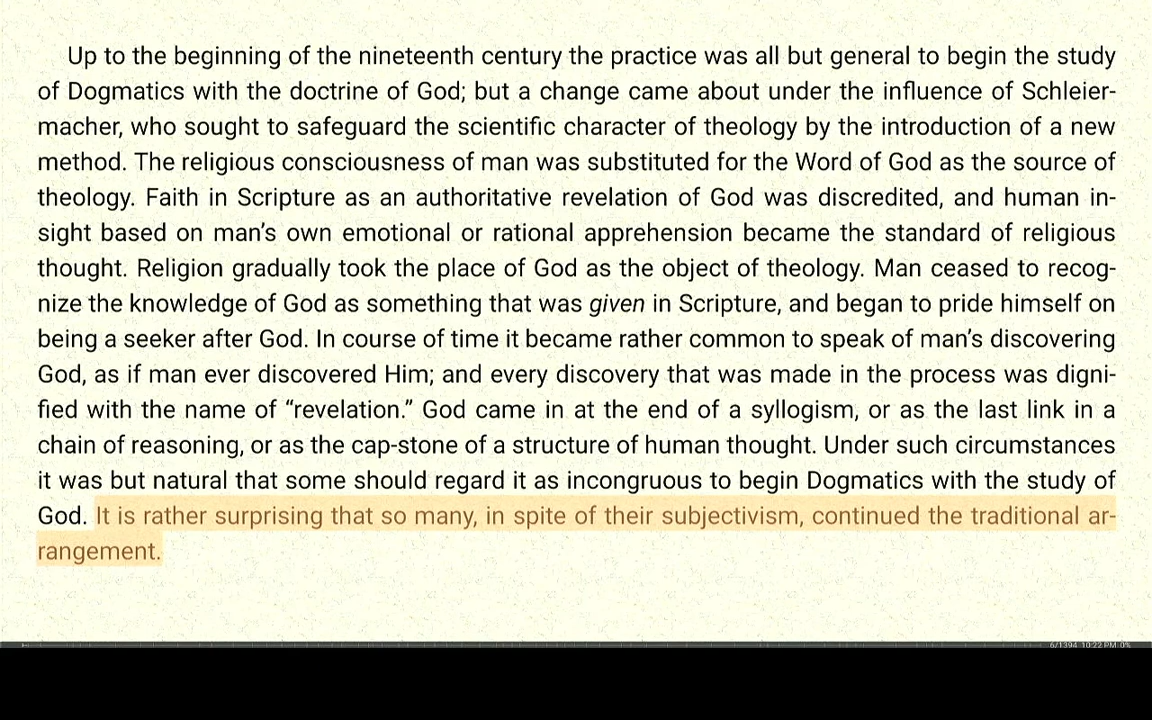 Up to the beginning of the nineteenth century the practice was all but general to begin the study
of Dogmatics with the doctrine of God; but a change came about under the influence of Schleier-
macher, who sought to safeguard the scientific character of theology by the introduction of a new
method. The religious consciousness of man was substituted for the Word of God as the source of
theology. Faith in Scripture as an authoritative revelation of God was discredited, and human in-
sight based on man’s own emotional or rational apprehension became the standard of religious
thought. Religion gradually took the place of God as the object of theology. Man ceased to recog-
nize the knowledge of God as something that was given in Scripture, and began to pride himself on
being a seeker after God. In course of time it became rather common to speak of man’s discovering
God, as if man ever discovered Him; and every discovery that was made in the process was digni-
fied with the name of “revelation.” God came in at the end of a syllogism, or as the last link in a
chain of reasoning, or as the cap-stone of a structure of human thought. Under such circumstances
it was but natural that some should regard it as incongruous to begin Dogmatics with the study of
God. It is rather surprising that so many, in spite of their subjectivism, continued the traditional ar-
rangement.
6/1394 10:22 PM 0%